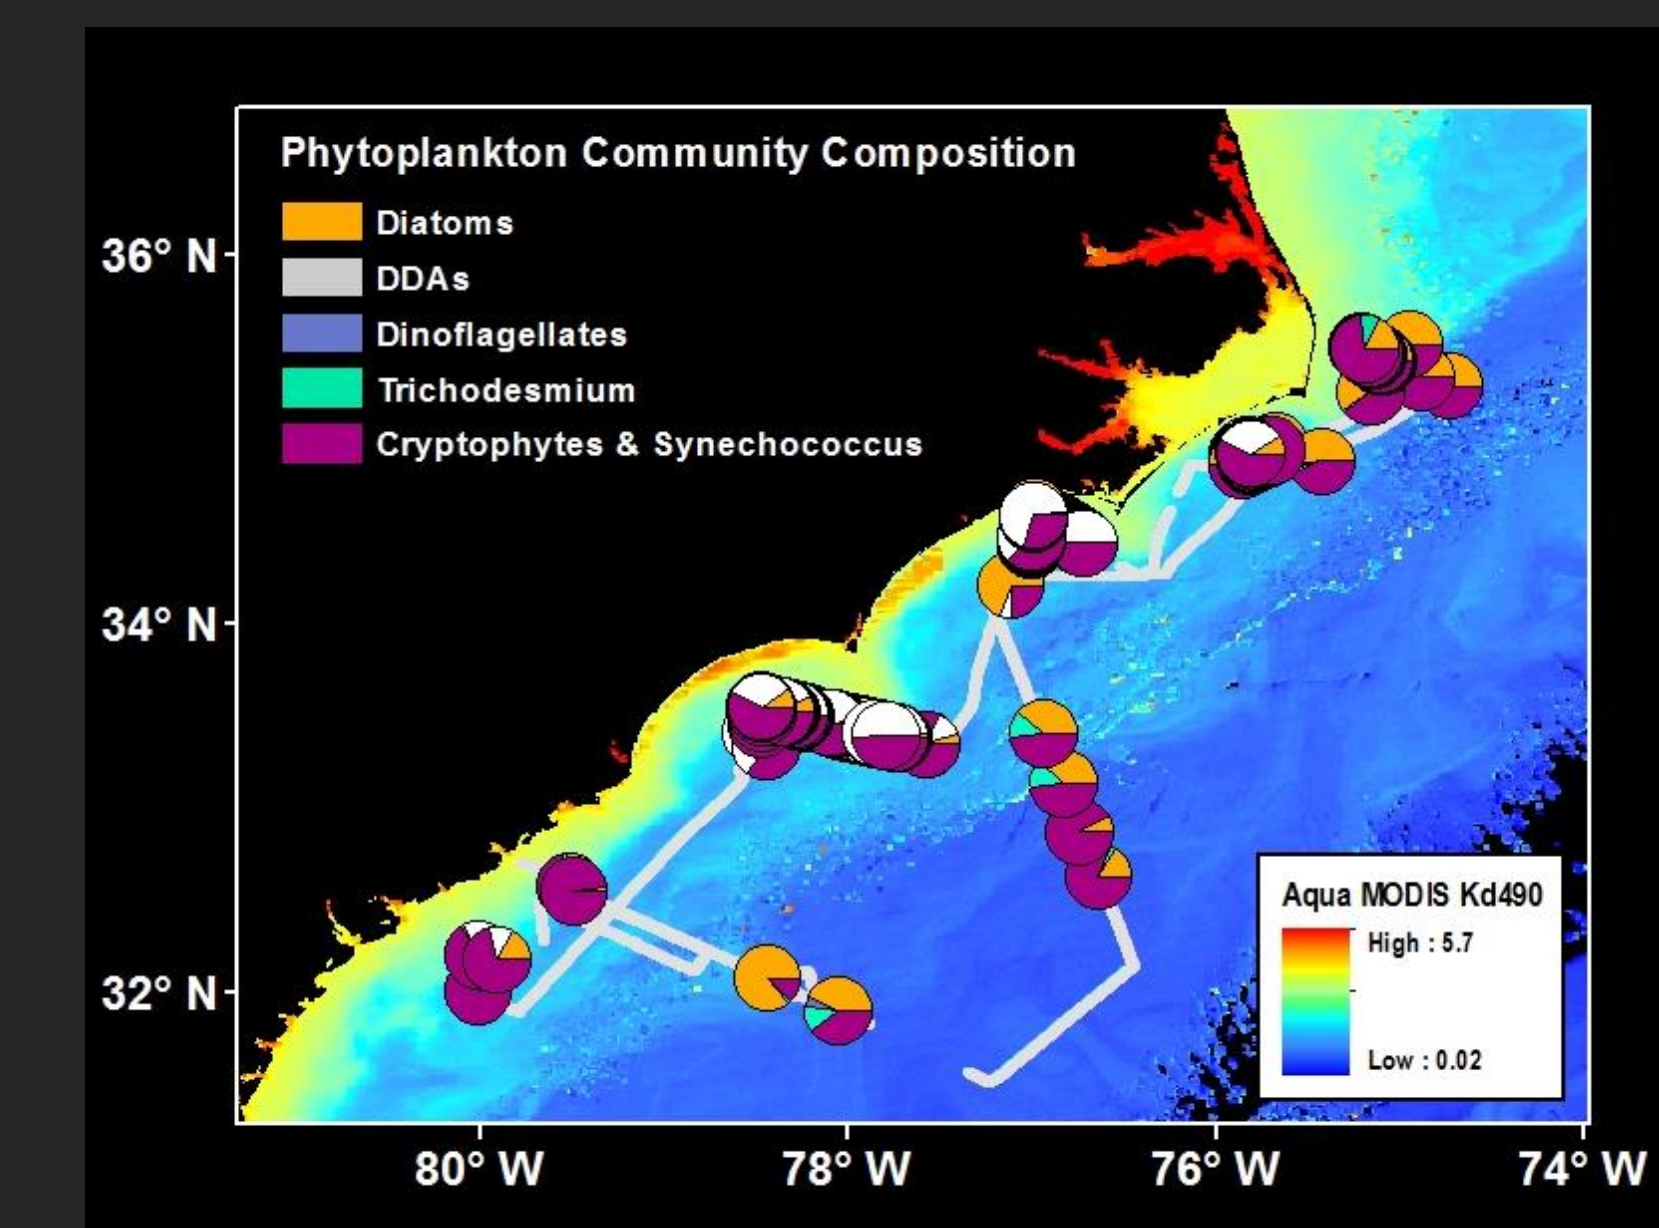 Phytoplankton Community Composition
Diatoms
DDAs
Dinoflagellates
Trichodesmium
Cryptophytes & Synechococcus
36° N
34° N
32° N
Aqua MODIS Kd490
High : 5.7
Low : 0.02
80° W
78° W
76° W
74° W